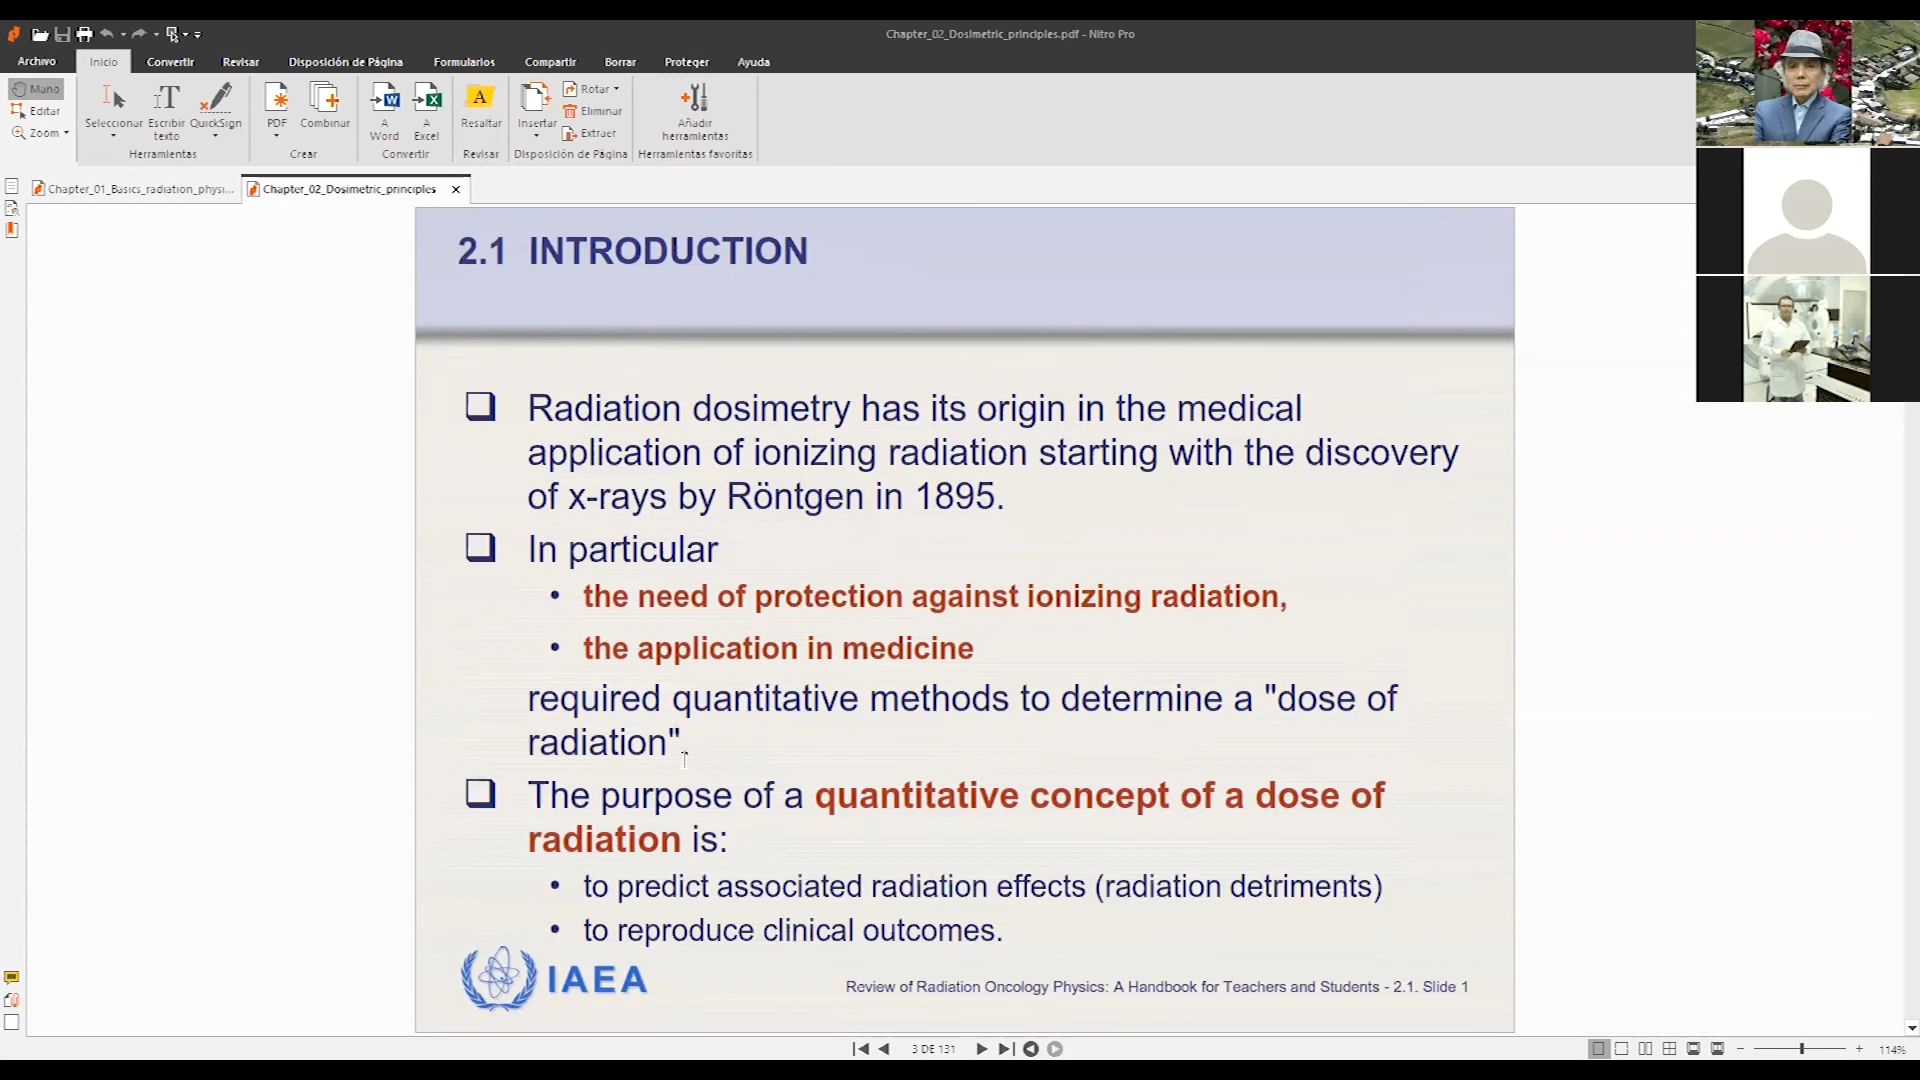 Chapter_02_Dosimetric_principles.pdf - Nitro Pro
Archivo Inicio Convertir Revisar Disposición de Página Formularios Compartir Borrar Proteger Ayuda
Mano
Editar
Zoom
Seleccionar
Escribir texto
QuickSign
Herramientas
PDF
Combinar
Crear
A Word
A Excel
Convertir
Resaltar
Revisar
Insertar
Rotar
Eliminar
Extraer
Disposición de Página
Añadir herramientas
Herramientas favoritas
Chapter_01_Basics_radiation_physi...
Chapter_02_Dosimetric_principles
2.1 INTRODUCTION
Radiation dosimetry has its origin in the medical
application of ionizing radiation starting with the discovery
of x-rays by Röntgen in 1895.
In particular
• the need of protection against ionizing radiation,
• the application in medicine
required quantitative methods to determine a "dose of
radiation".
The purpose of a quantitative concept of a dose of
radiation is:
• to predict associated radiation effects (radiation detriments)
• to reproduce clinical outcomes.
IAEA
Review of Radiation Oncology Physics: A Handbook for Teachers and Students - 2.1. Slide 1
3 DE 131
114%